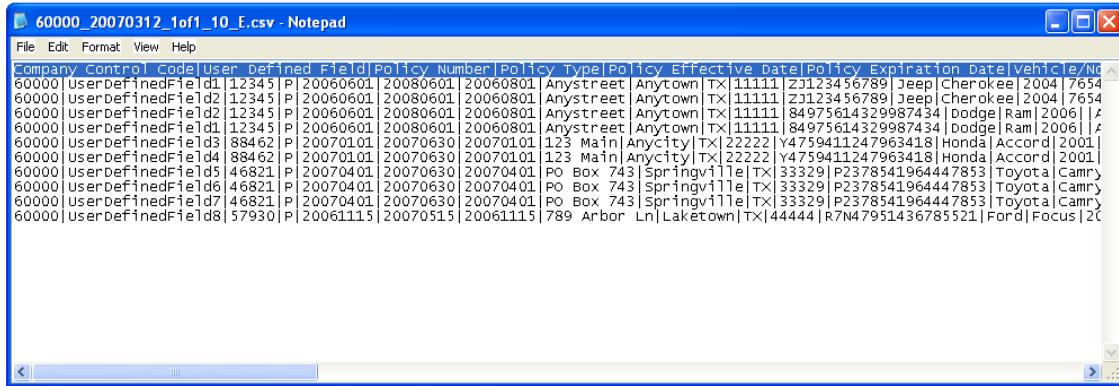 60000_20070312_1of1_10_E.csv - Notepad
File Edit Format View Help
Company Control Code|User Defined Field|Policy Number|Policy Type|Policy Effective Date|Policy Expiration Date|Vehicle/No
60000|UserDefinedField1|12345|P|20060601|20080601|20060801|Anystreet|Anytown|TX|11111|ZJ123456789|Jeep|Cherokee|2004|7654
60000|UserDefinedField2|12345|P|20060601|20080601|20060801|Anystreet|Anytown|TX|11111|ZJ123456789|Jeep|Cherokee|2004|7654
60000|UserDefinedField2|12345|P|20060601|20080601|20060801|Anystreet|Anytown|TX|11111|84975614329987434|Dodge|Ram|2006||A
60000|UserDefinedField1|12345|P|20060601|20080601|20060801|Anystreet|Anytown|TX|11111|84975614329987434|Dodge|Ram|2006||A
60000|UserDefinedField3|88462|P|20070101|20070630|20070101|123 Main|Anycity|TX|22222|Y4759411247963418|Honda|Accord|2001|
60000|UserDefinedField4|88462|P|20070101|20070630|20070101|123 Main|Anycity|TX|22222|Y4759411247963418|Honda|Accord|2001|
60000|UserDefinedField5|46821|P|20070401|20070630|20070401|PO Box 743|Springville|TX|33329|P2378541964447853|Toyota|Camry
60000|UserDefinedField6|46821|P|20070401|20070630|20070401|PO Box 743|Springville|TX|33329|P2378541964447853|Toyota|Camry
60000|UserDefinedField7|46821|P|20070401|20070630|20070401|PO Box 743|Springville|TX|33329|P2378541964447853|Toyota|Camry
60000|UserDefinedField8|57930|P|20061115|20070515|20061115|789 Arbor Ln|Laketown|TX|44444|R7N47951436785521|Ford|Focus|20